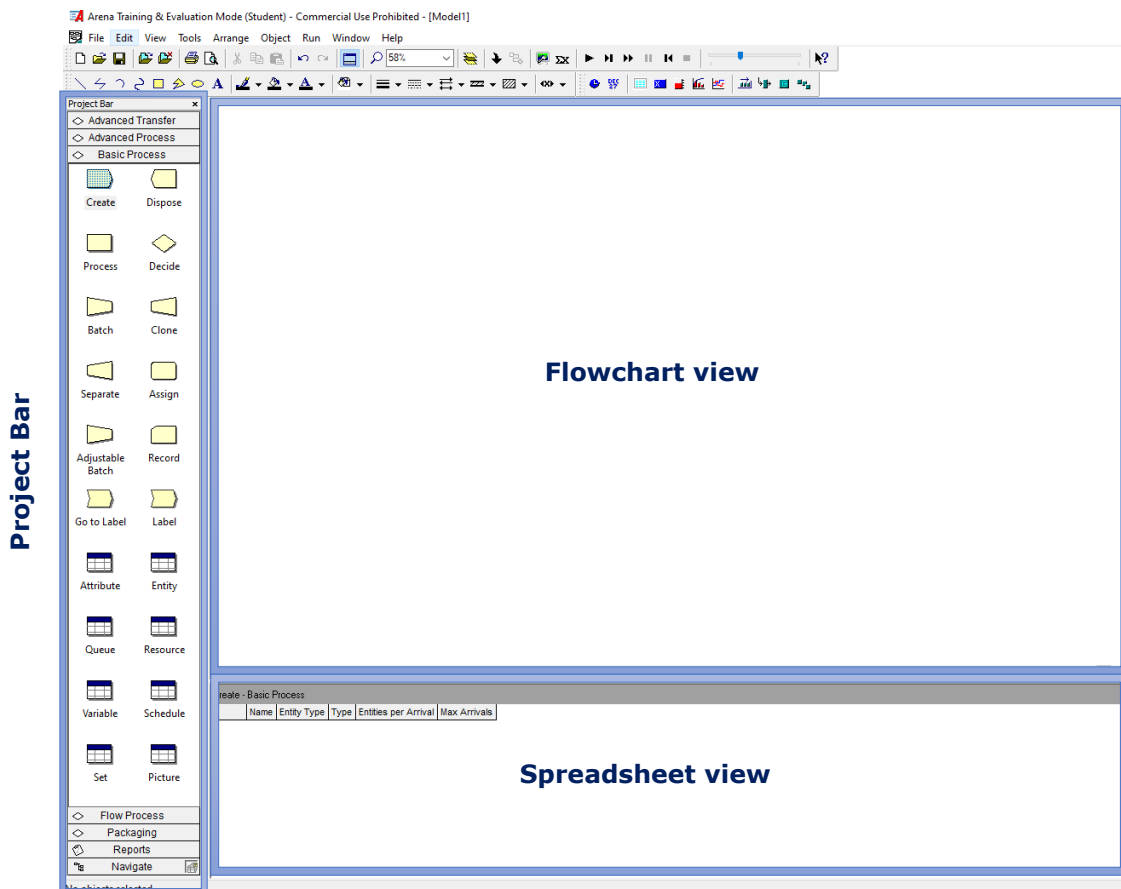 Arena Training & Evaluation Mode (Student) - Commercial Use Prohibited - [Model1]
File Edit View Tools Arrange Object Run Window Help
58%
Project Bar
Advanced Transfer
Advanced Process
Basic Process
Create Dispose
Process Decide
Batch Clone
Separate Assign
Adjustable Batch Record
Go to Label Label
Attribute Entity
Queue Resource
Variable Schedule
Set Picture
Flow Process
Packaging
Reports
Navigate
No objects selected
Project Bar
Flowchart view
reate - Basic Process
Name Entity Type Type Entities per Arrival Max Arrivals
Spreadsheet view